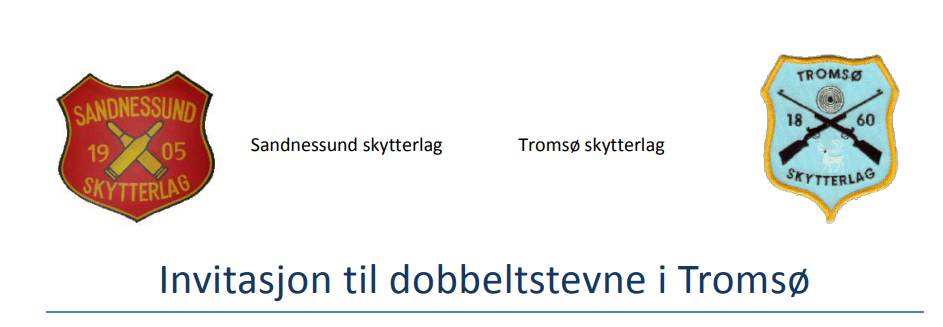 SANDNESSUND
19 05
SKYTTERLAG
Sandnessund skytterlag
Tromsø skytterlag
TROMSØ
18 60
SKYTTERLAG
Invitasjon til dobbeltstevne i Tromsø